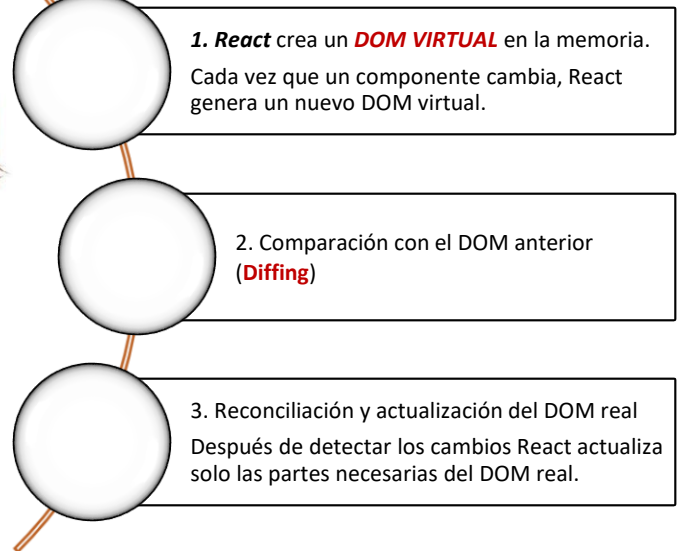 1. React crea un DOM VIRTUAL en la memoria.
Cada vez que un componente cambia, React
genera un nuevo DOM virtual.
2. Comparación con el DOM anterior
(Diffing)
3. Reconciliación y actualización del DOM real
Después de detectar los cambios React actualiza
solo las partes necesarias del DOM real.